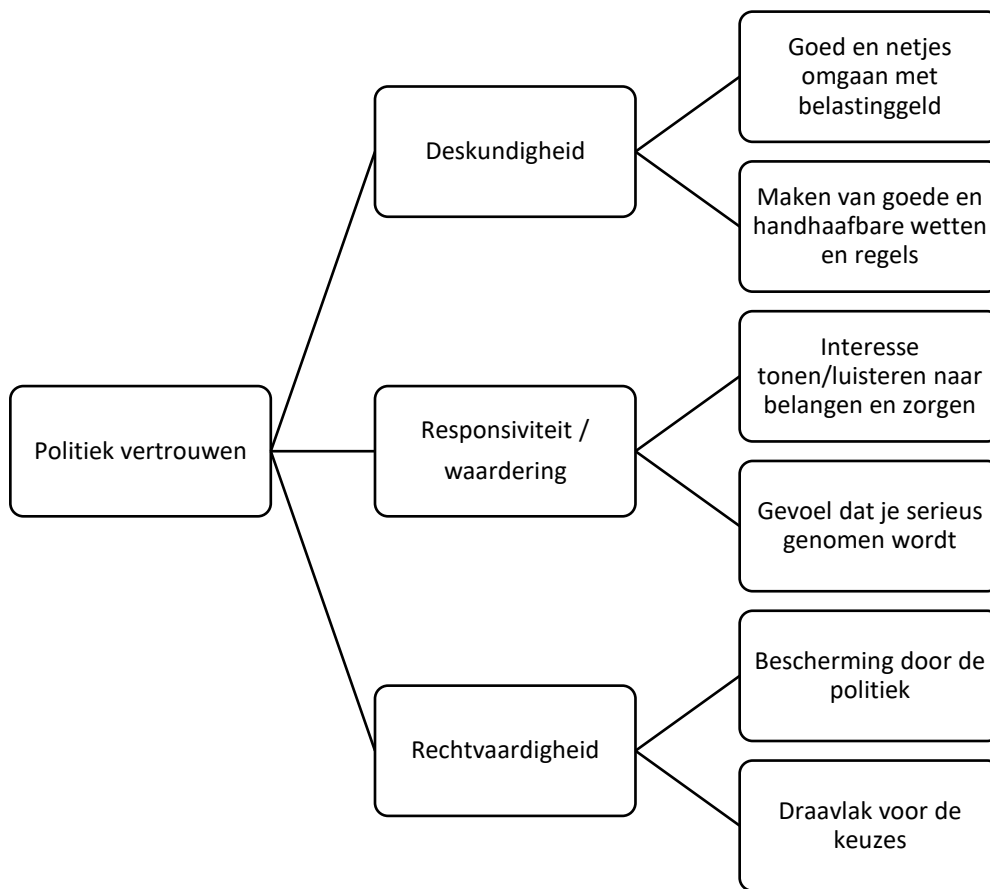 Politiek vertrouwen
Deskundigheid
Goed en netjes
omgaan met
belastinggeld
Maken van goede en
handhaafbare wetten
en regels
Responsiviteit /
waardering
Interesse
tonen/luisteren naar
belangen en zorgen
Gevoel dat je serieus
genomen wordt
Rechtvaardigheid
Bescherming door de
politiek
Draavlak voor de
keuzes